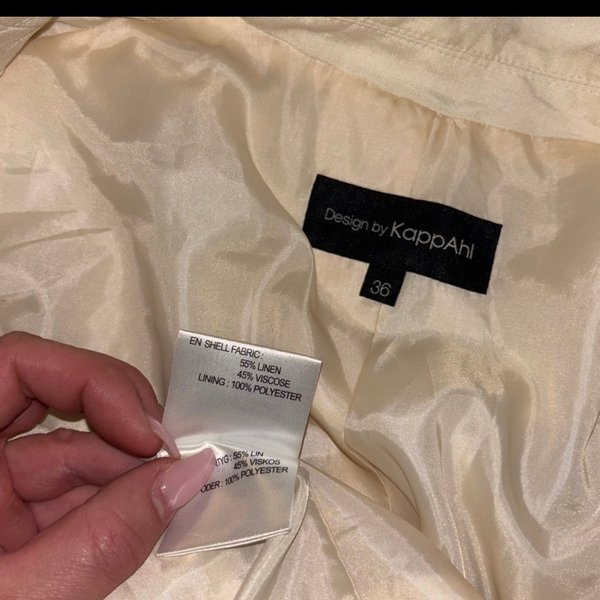 Design by KappAhl
36
EN SHELL FABRIC :
55% LINEN
45% VISCOSE
LINING : 100% POLYESTER
55% LIN
45% VISKOS
100% POLYESTER